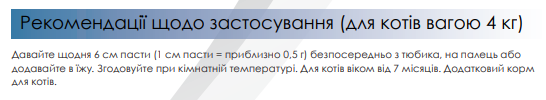 Рекомендації щодо застосування (для котів вагою 4 кг)
Давайте щодня 6 см пасти (1 см пасти = приблизно 0,5 г) безпосередньо з тюбика, на палець або
додавайте в їжу. Згодовуйте при кімнатній температурі. Для котів віком від 7 місяців. Додатковий корм
для котів.